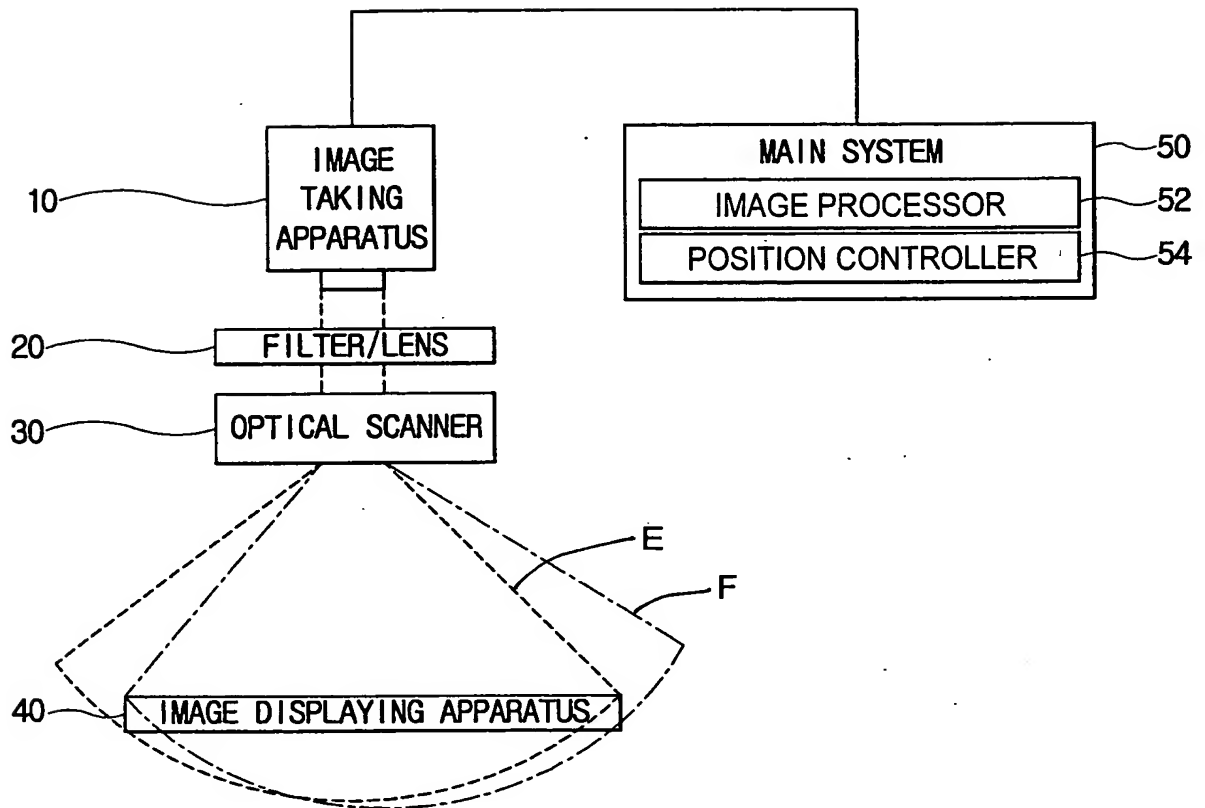 IMAGE
TAKING
APPARATUS
10
MAIN SYSTEM
50
IMAGE PROCESSOR
52
POSITION CONTROLLER
54
20
FILTER/LENS
30
OPTICAL SCANNER
E
F
40
IMAGE DISPLAYING APPARATUS